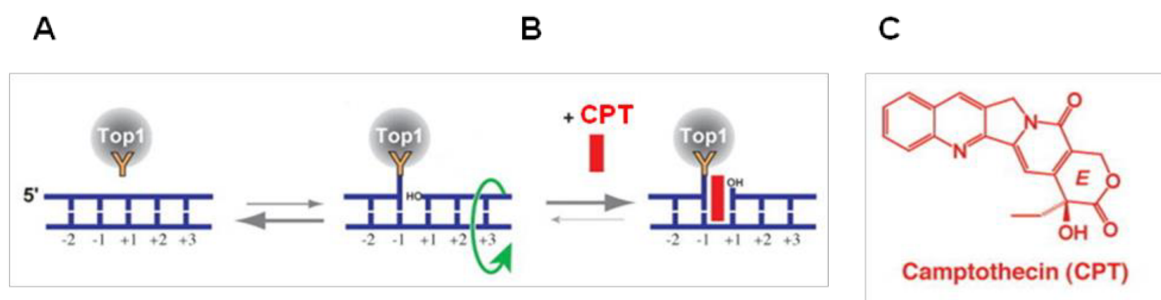 A B C
+ CPT
Top1 Top1 Top1
Y Y Y
5' HO OH
-2 -1 +1 +2 +3 -2 -1 +1 +2 +3 -2 -1 +1 +2 +3
O
N
N E O
O
OH
Camptothecin (CPT)